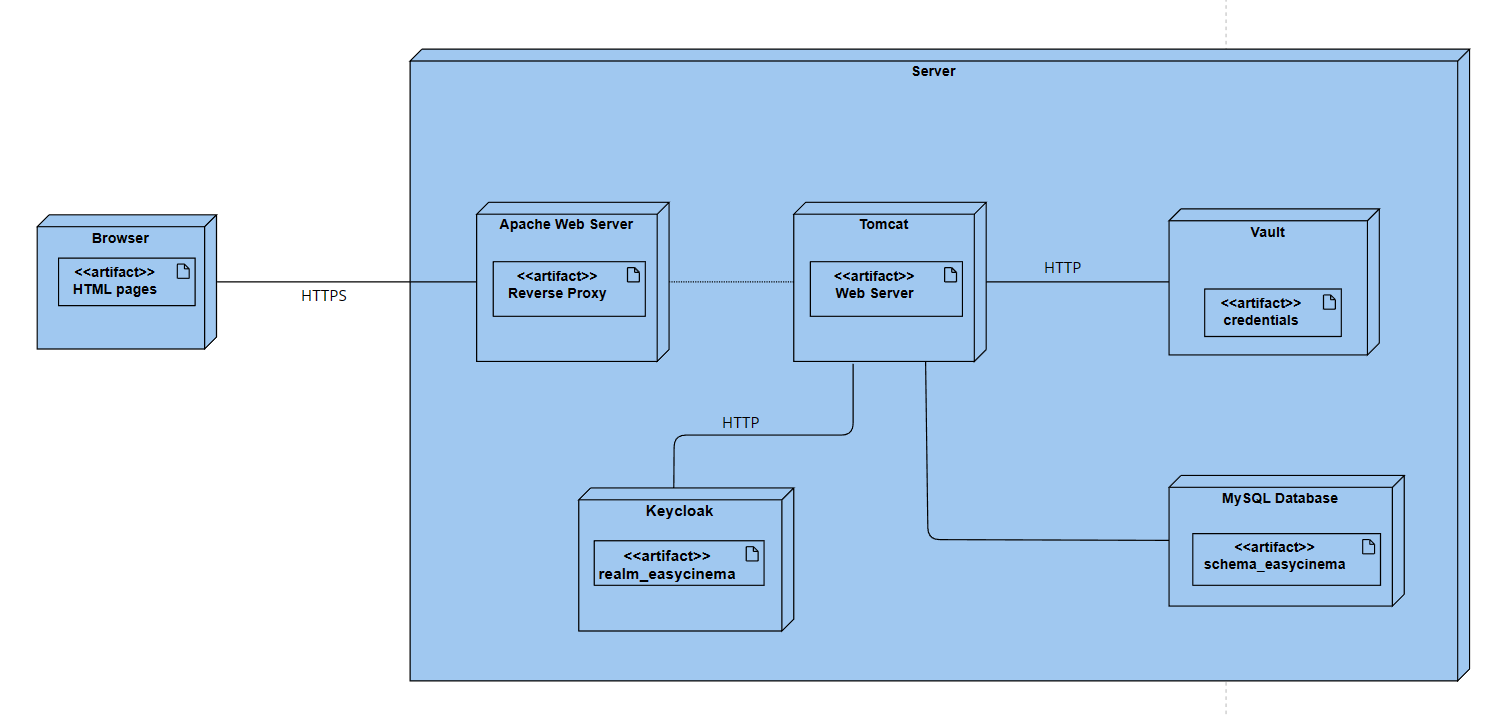 Server
Browser
<<artifact>>
HTML pages
HTTPS
Apache Web Server
<<artifact>>
Reverse Proxy
Tomcat
<<artifact>>
Web Server
HTTP
Vault
<<artifact>>
credentials
HTTP
Keycloak
<<artifact>>
realm_easycinema
MySQL Database
<<artifact>>
schema_easycinema